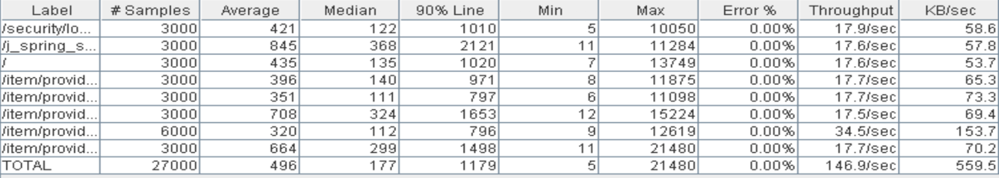 Label # Samples Average Median 90% Line Min Max Error % Throughput KB/sec
/security/lo... 3000 421 122 1010 5 10050 0.00% 17.9/sec 58.6
/j_spring_s... 3000 845 368 2121 11 11284 0.00% 17.6/sec 57.8
/ 3000 435 135 1020 7 13749 0.00% 17.6/sec 53.7
/item/provid... 3000 396 140 971 8 11875 0.00% 17.7/sec 65.3
/item/provid... 3000 351 111 797 6 11098 0.00% 17.7/sec 73.3
/item/provid... 3000 708 324 1653 12 15224 0.00% 17.5/sec 69.4
/item/provid... 6000 320 112 796 9 12619 0.00% 34.5/sec 153.7
/item/provid... 3000 664 299 1498 11 21480 0.00% 17.7/sec 70.2
TOTAL 27000 496 177 1179 5 21480 0.00% 146.9/sec 559.5